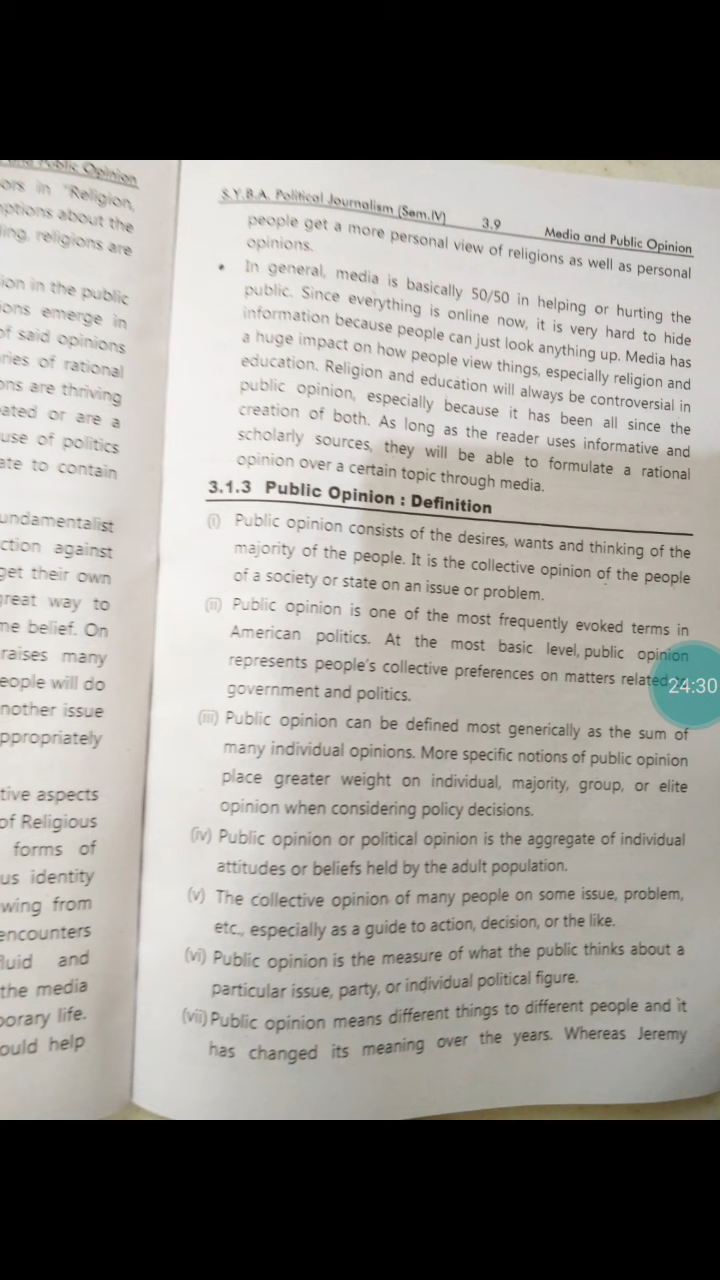 and Public Opinion
ors in "Religion,
mptions about the
ling, religions are
ion in the public
ions emerge in
of said opinions
ries of rational
ons are thriving
eated or are a
use of politics
ate to contain
undamentalist
ction against
get their own
great way to
me belief. On
raises many
eople will do
nother issue
ppropriately
tive aspects
of Religious
forms of
us identity
wing from
encounters
fluid and
the media
porary life.
ould help
S.Y.B.A. Political Journalism (Sem.IV) 3.9 Media and Public Opinion
people get a more personal view of religions as well as personal
opinions.
• In general, media is basically 50/50 in helping or hurting the
public. Since everything is online now, it is very hard to hide
information because people can just look anything up. Media has
a huge impact on how people view things, especially religion and
education. Religion and education will always be controversial in
public opinion, especially because it has been all since the
creation of both. As long as the reader uses informative and
scholarly sources, they will be able to formulate a rational
opinion over a certain topic through media.
3.1.3 Public Opinion : Definition
(i) Public opinion consists of the desires, wants and thinking of the
majority of the people. It is the collective opinion of the people
of a society or state on an issue or problem.
(ii) Public opinion is one of the most frequently evoked terms in
American politics. At the most basic level, public opinion
represents people's collective preferences on matters related
government and politics.
24:30
(iii) Public opinion can be defined most generically as the sum of
many individual opinions. More specific notions of public opinion
place greater weight on individual, majority, group, or elite
opinion when considering policy decisions.
(iv) Public opinion or political opinion is the aggregate of individual
attitudes or beliefs held by the adult population.
(v) The collective opinion of many people on some issue, problem,
etc., especially as a guide to action, decision, or the like.
(vi) Public opinion is the measure of what the public thinks about a
particular issue, party, or individual political figure.
(vii) Public opinion means different things to different people and it
has changed its meaning over the years. Whereas Jeremy